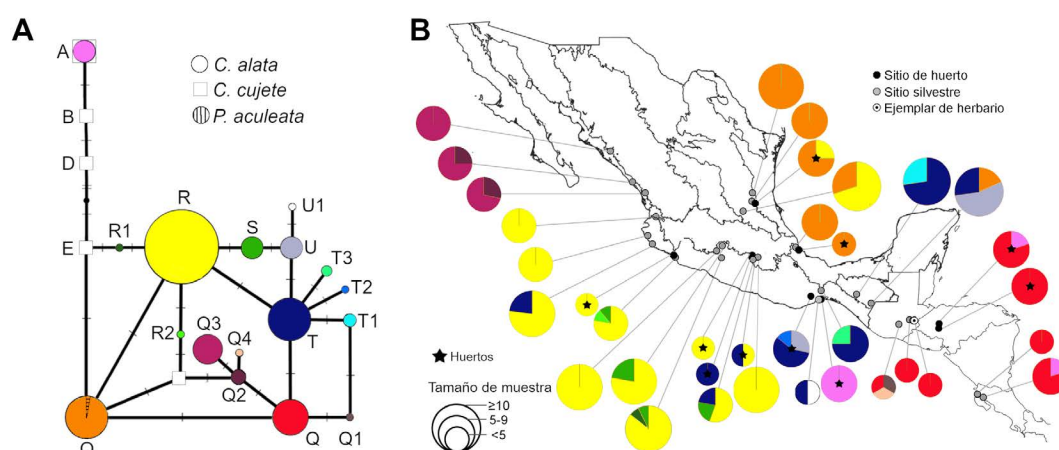 A
A
B
D
E
R1
R
S
U1
U
T3
T2
T1
T
R2
Q3
Q4
Q2
O
Q
Q1
C. alata
C. cujete
P. aculeata
B
Sitio de huerto
Sitio silvestre
Ejemplar de herbario
Huertos
Tamaño de muestra
≥10
5-9
<5